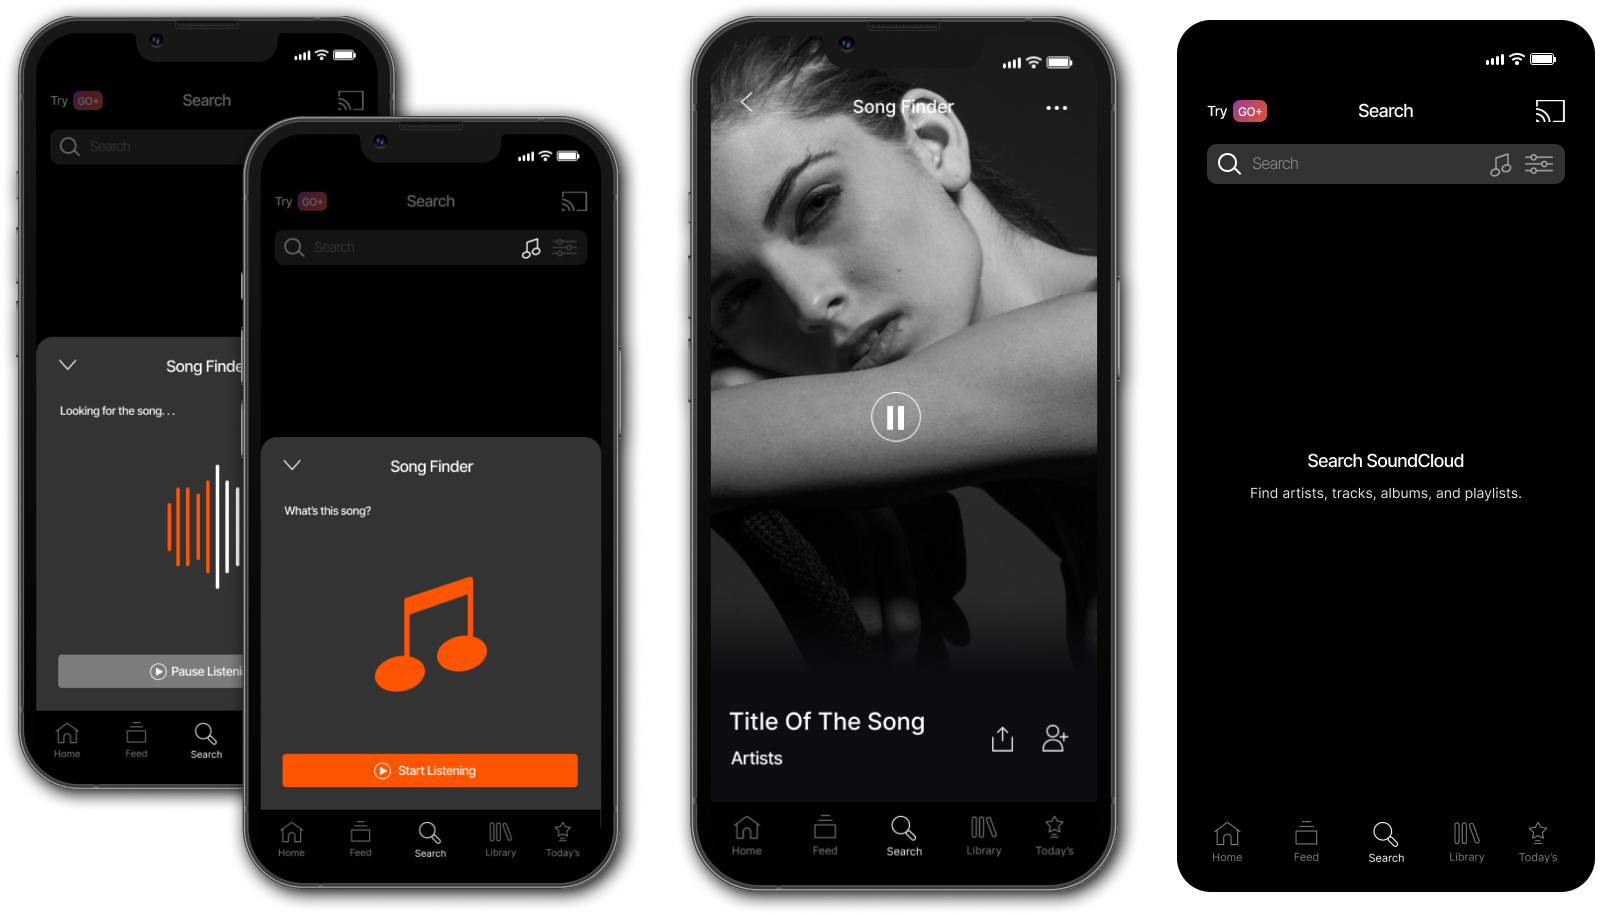 Try GO+ Search
Search
Song Finde
Looking for the song. . .
Pause Listeni
Home Feed Search
Try GO+ Search
Search
Song Finder
What's this song?
Start Listening
Home Feed Search Library Today's
Song Finder
Title Of The Song
Artists
Home Feed Search Library Today's
Try GO+ Search
Search
Search SoundCloud
Find artists, tracks, albums, and playlists.
Home Feed Search Library Today's